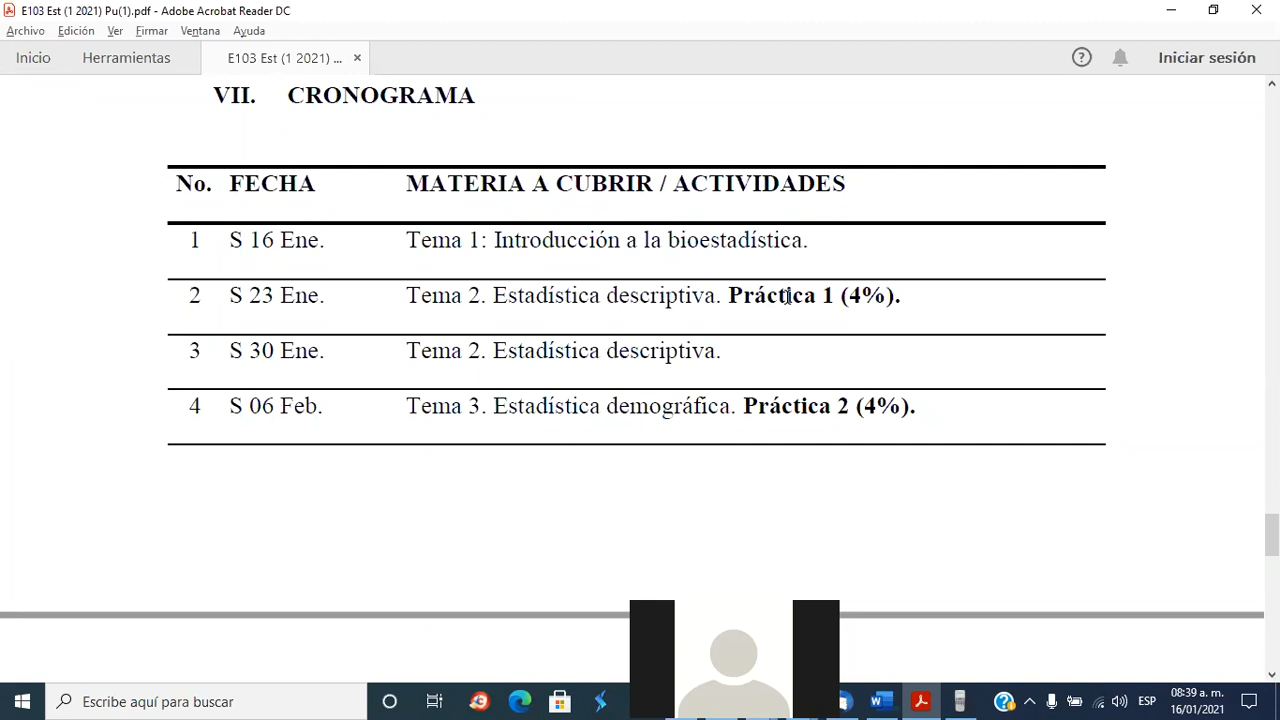 E103 Est (1 2021) Pu(1).pdf - Adobe Acrobat Reader DC
Archivo Edición Ver Firmar Ventana Ayuda
Inicio Herramientas E103 Est (1 2021) ... × Iniciar sesión
VII. CRONOGRAMA
No. FECHA MATERIA A CUBRIR / ACTIVIDADES
1 S 16 Ene. Tema 1: Introducción a la bioestadística.
2 S 23 Ene. Tema 2. Estadística descriptiva. Práctica 1 (4%).
3 S 30 Ene. Tema 2. Estadística descriptiva.
4 S 06 Feb. Tema 3. Estadística demográfica. Práctica 2 (4%).
Escribe aquí para buscar
ESP
08:39 a. m.
16/01/2021